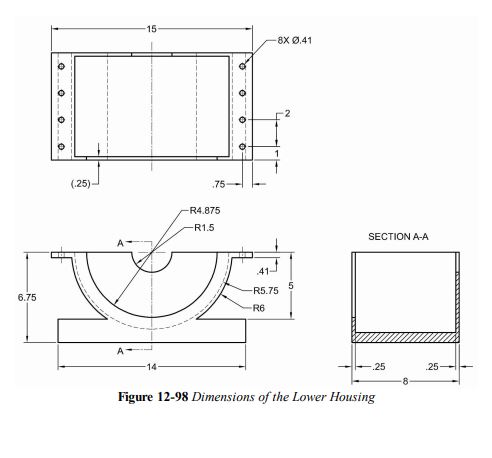 15
8X Ø.41
2
1
(.25)
.75
R4.875
A
R1.5
SECTION A-A
.41
6.75
R5.75
5
R6
A
14
.25
.25
8
Figure 12-98 Dimensions of the Lower Housing